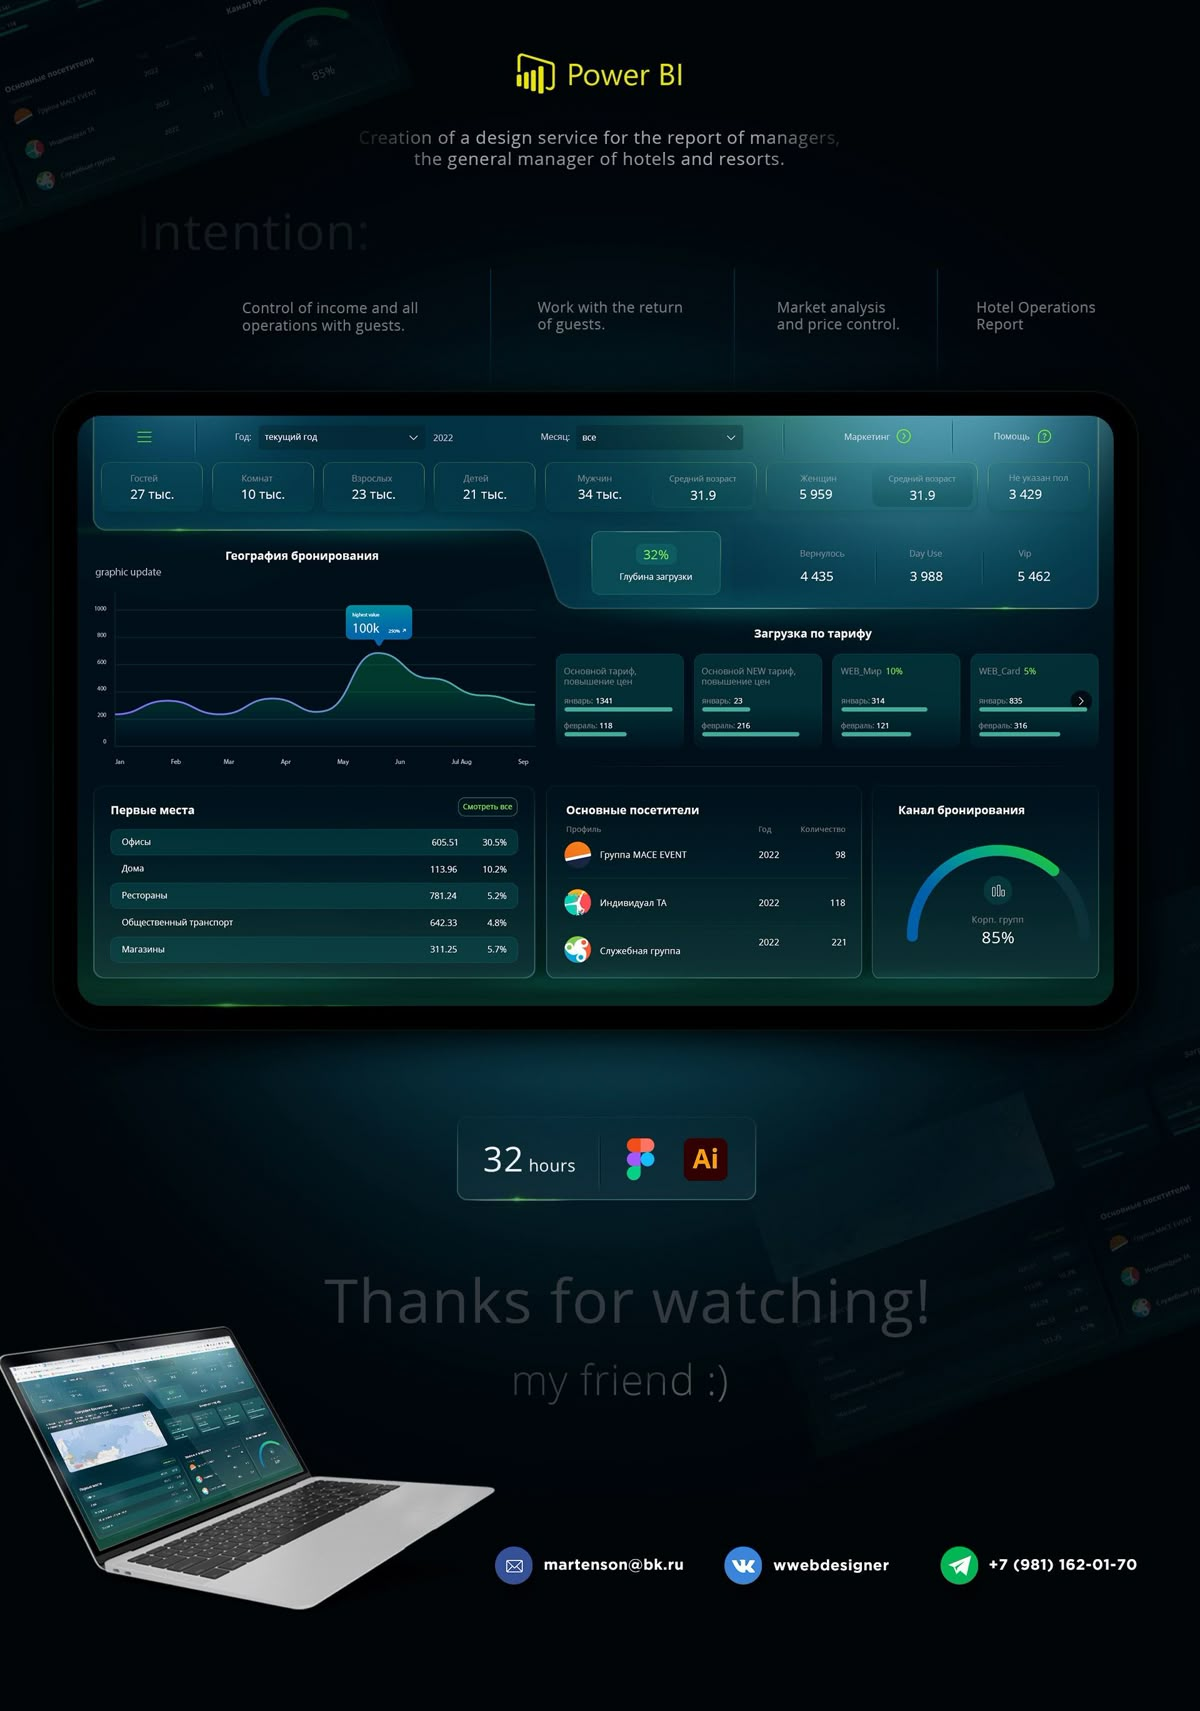 Power BI
Creation of a design service for the report of managers,
the general manager of hotels and resorts.
Intention:
Control of income and all
operations with guests.
Work with the return
of guests.
Market analysis
and price control.
Hotel Operations
Report
Год: текущий год 2022
Месяц: все
Маркетинг
Помощь
Гостей
27 тыс.
Комнат
10 тыс.
Взрослых
23 тыс.
Детей
21 тыс.
Мужчин
34 тыс.
Средний возраст
31.9
Женщин
5 959
Средний возраст
31.9
Не указан пол
3 429
32%
Глубина загрузки
Вернулось
4 435
Day Use
3 988
Vip
5 462
География бронирования
graphic update
highest value
100k
1000
800
600
400
200
0
Jan Feb Mar Apr May Jun Jul Aug Sep
Загрузка по тарифу
Основной тариф,
повышение цен
январь: 1341
февраль: 118
Основной NEW тариф,
повышение цен
январь: 23
февраль: 216
WEB_Мир 10%
январь: 314
февраль: 121
WEB_Card 5%
январь: 835
февраль: 316
Первые места
Смотреть все
Офисы 605.51 30.5%
Дома 113.96 10.2%
Рестораны 781.24 5.2%
Общественный транспорт 642.33 4.8%
Магазины 311.25 5.7%
Основные посетители
Профиль Год Количество
Группа MACE EVENT 2022 98
Индивидуал ТА 2022 118
Служебная группа 2022 221
Канал бронирования
Корп. групп
85%
32 hours
Ai
Thanks for watching!
my friend :)
martenson@bk.ru
wwebdesigner
+7 (981) 162-01-70